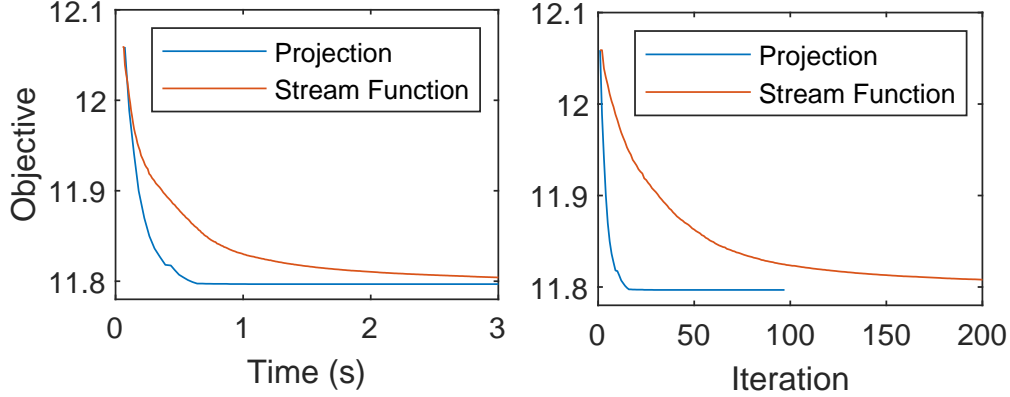 12.1
12
11.9
11.8
Objective
0
1
2
3
Time (s)
Projection
Stream Function
12.1
12
11.9
11.8
0
50
100
150
200
Iteration
Projection
Stream Function